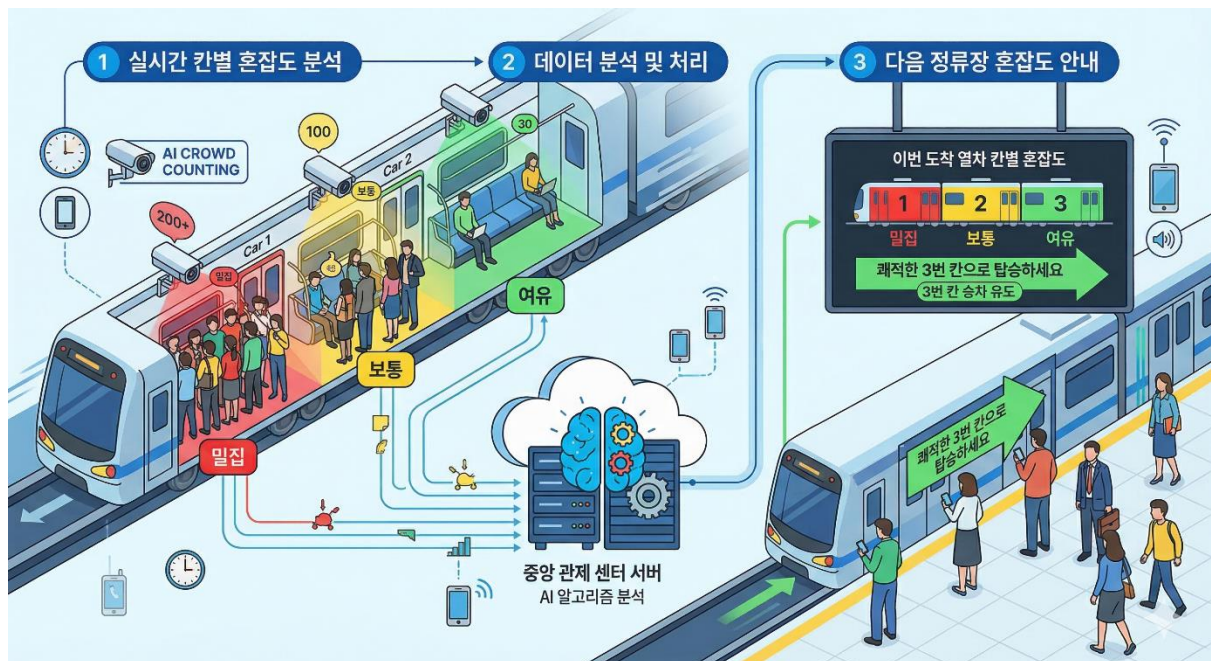 1 실시간 칸별 혼잡도 분석
2 데이터 분석 및 처리
3 다음 정류장 혼잡도 안내
AI CROWD
COUNTING
200+
Car 1
밀집
100
Car 2
보통
30
밀집
보통
여유
중앙 관제 센터 서버
AI 알고리즘 분석
이번 도착 열차 칸별 혼잡도
1 2 3
밀집 보통 여유
쾌적한 3번 칸으로 탑승하세요
3번 칸 승차 유도
쾌적한 3번 칸으로
탑승하세요